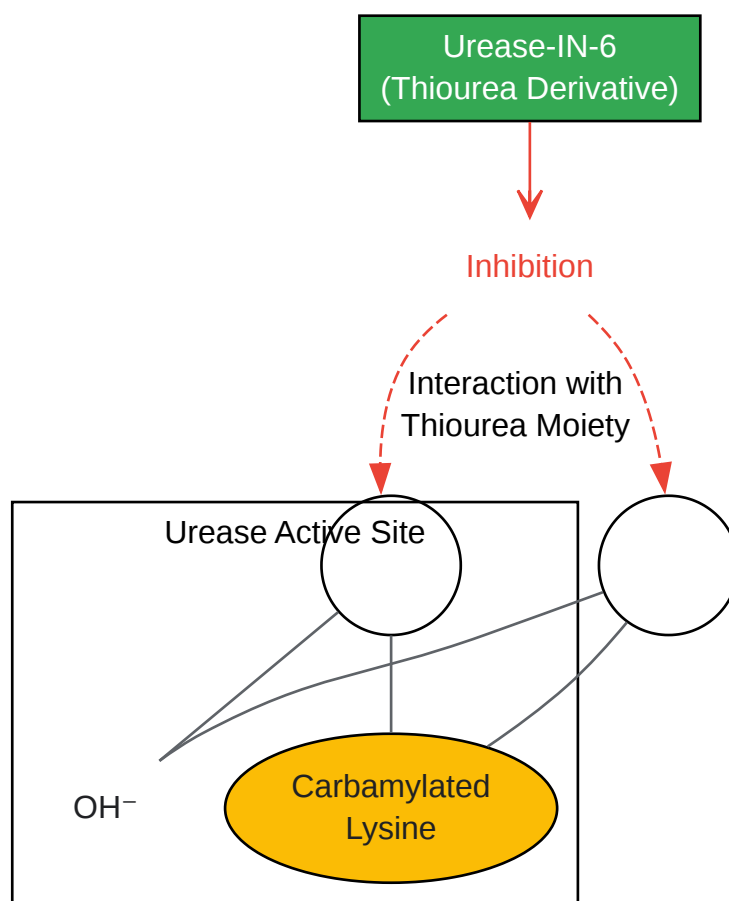 Urease-IN-6
(Thiourea Derivative)
Inhibition
Interaction with
Thiourea Moiety
Urease Active Site
Carbamylated
Lysine
OH⁻